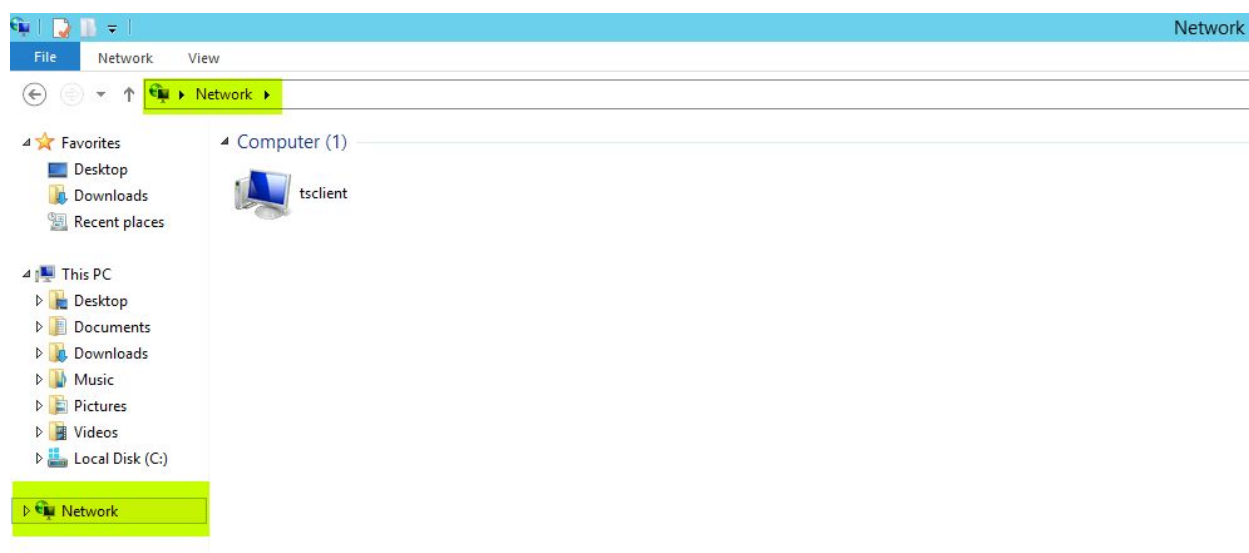 Network
File Network View
Network
Favorites
Desktop
Downloads
Recent places
This PC
Desktop
Documents
Downloads
Music
Pictures
Videos
Local Disk (C:)
Network
Computer (1)
tsclient